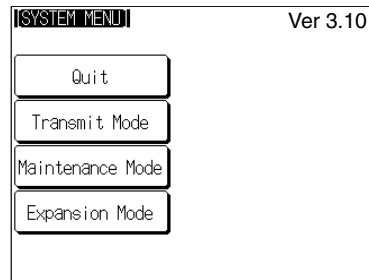 SYSTEM MENU Ver 3.10
Quit
Transmit Mode
Maintenance Mode
Expansion Mode